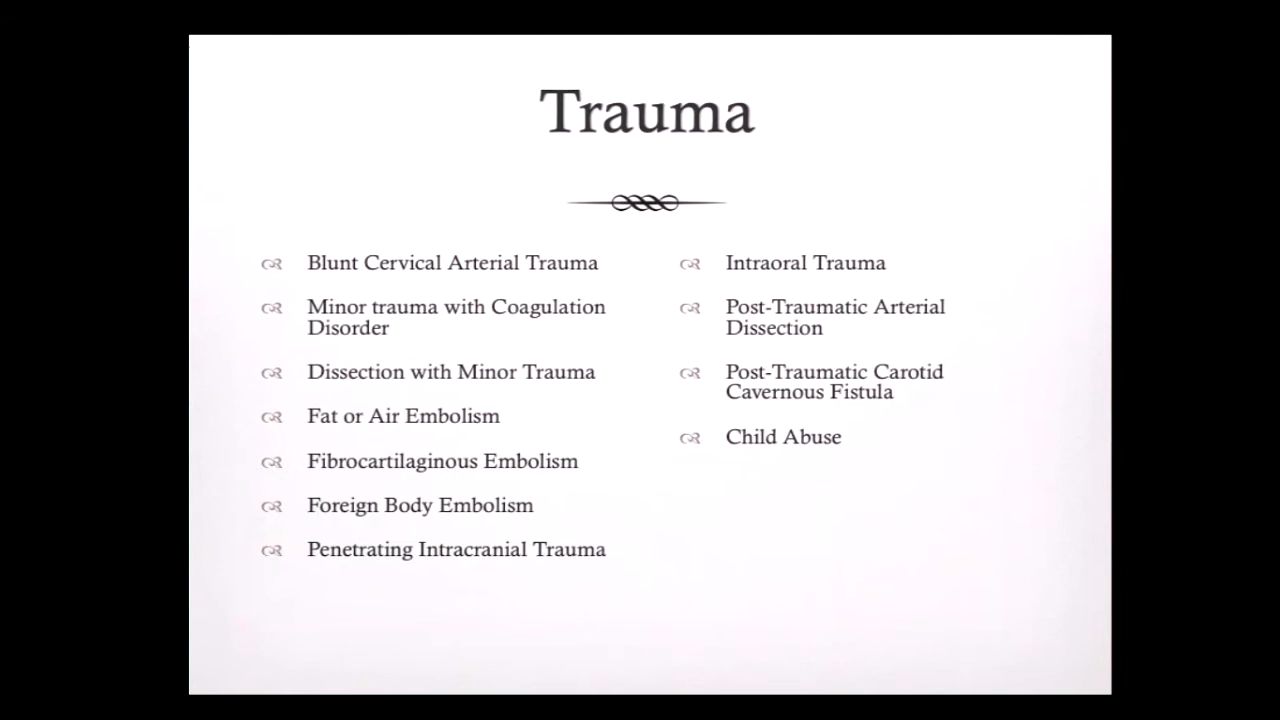 Trauma
Blunt Cervical Arterial Trauma
Minor trauma with Coagulation
Disorder
Dissection with Minor Trauma
Fat or Air Embolism
Fibrocartilaginous Embolism
Foreign Body Embolism
Penetrating Intracranial Trauma
Intraoral Trauma
Post-Traumatic Arterial
Dissection
Post-Traumatic Carotid
Cavernous Fistula
Child Abuse